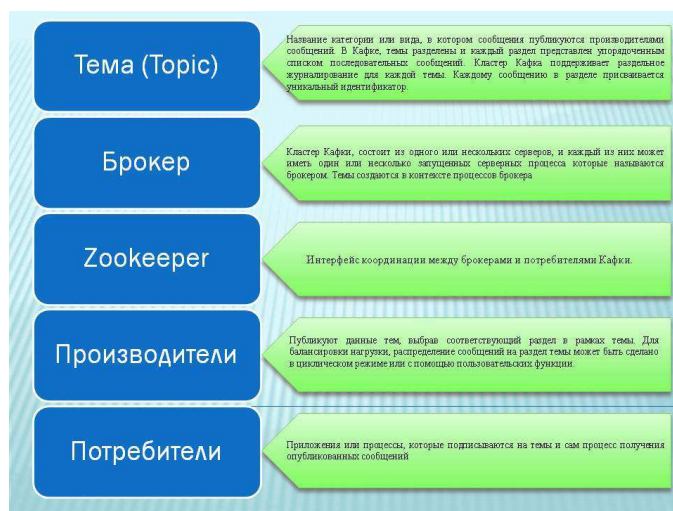 Тема (Topic)
Название категории или вида, в котором сообщения публикуются производителями
сообщений. В Кафке, темы разделены и каждый раздел представлен упорядоченным
списком последовательных сообщений. Кластер Кафка поддерживает раздельное
журналирование для каждой темы. Каждому сообщению в разделе присваивается
уникальный идентификатор.
Брокер
Кластер Кафки, состоит из одного или нескольких серверов, и каждый из них может
иметь один или несколько запущенных серверных процесса которые называются
брокером. Темы создаются в контексте процессов брокера
Zookeeper
Интерфейс координации между брокерами и потребителями Кафки.
Производители
Публикуют данные тем, выбрав соответствующий раздел в рамках темы. Для
балансировки нагрузки, распределение сообщений на раздел темы может быть сделано
в циклическом режиме или с помощью пользовательских функции.
Потребители
Приложения или процессы, которые подписываются на темы и сам процесс получения
опубликованных сообщений